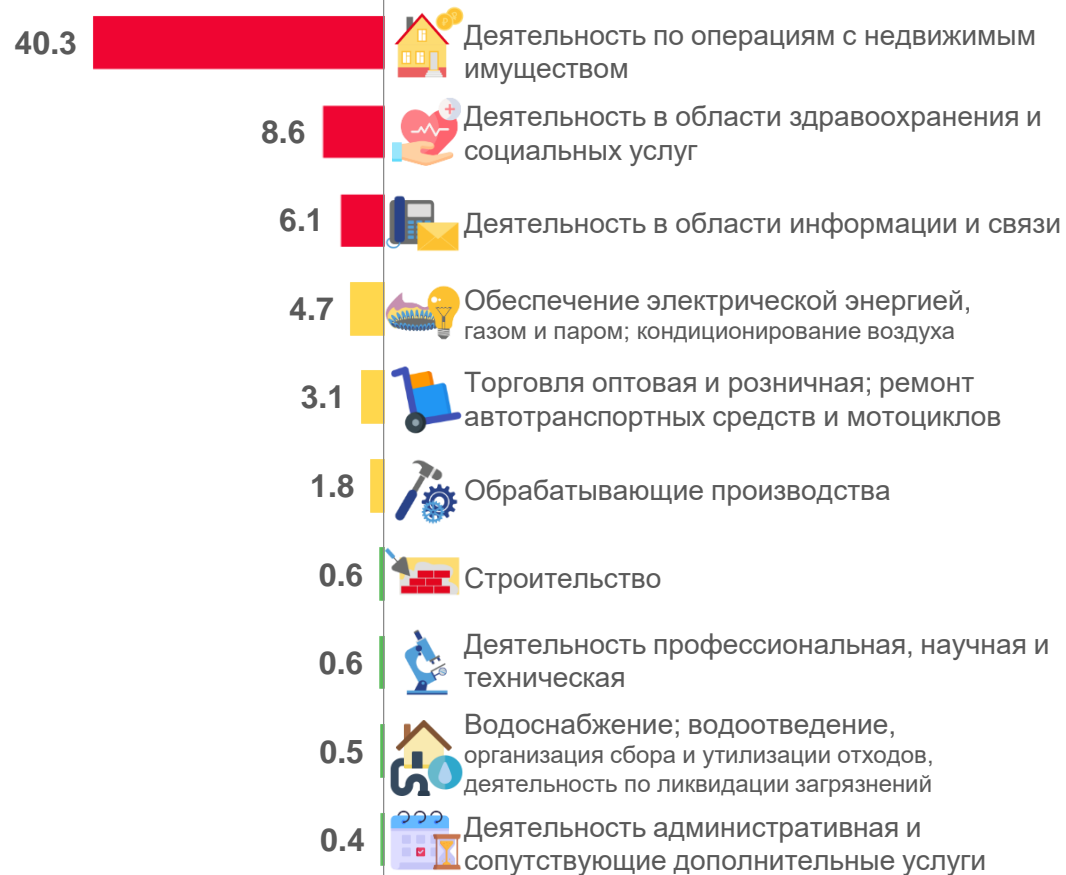 40.3
Деятельность по операциям с недвижимым
имуществом
8.6
Деятельность в области здравоохранения и
социальных услуг
6.1
Деятельность в области информации и связи
4.7
Обеспечение электрической энергией,
газом и паром; кондиционирование воздуха
3.1
Торговля оптовая и розничная; ремонт
автотранспортных средств и мотоциклов
1.8
Обрабатывающие производства
0.6
Строительство
0.6
Деятельность профессиональная, научная и
техническая
0.5
Водоснабжение; водоотведение,
организация сбора и утилизации отходов,
деятельность по ликвидации загрязнений
0.4
Деятельность административная и
сопутствующие дополнительные услуги